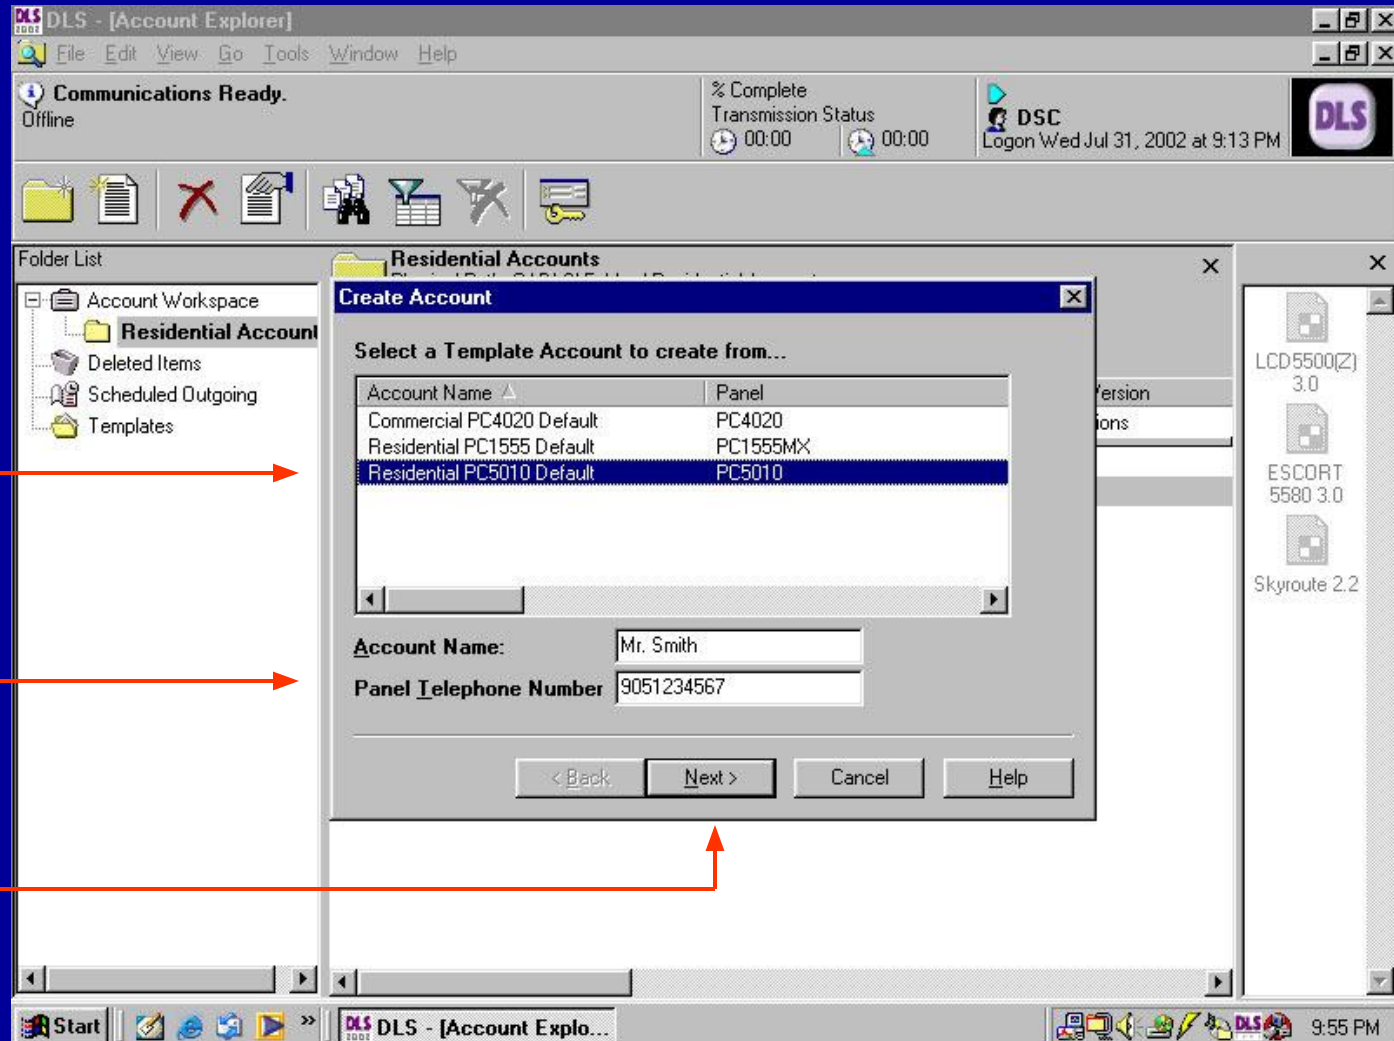 DLS 2002 DLS - [Account Explorer]
File Edit View Go Tools Window Help
Communications Ready.
Offline
% Complete
Transmission Status
00:00 00:00
DSC
Logon Wed Jul 31, 2002 at 9:13 PM
DLS
Folder List
Account Workspace
Residential Account
Deleted Items
Scheduled Outgoing
Templates
Residential Accounts
ersion
ions
Create Account
Select a Template Account to create from...
Account Name Panel
Commercial PC4020 Default PC4020
Residential PC1555 Default PC1555MX
Residential PC5010 Default PC5010
Account Name: Mr. Smith
Panel Telephone Number 9051234567
< Back Next > Cancel Help
LCD5500(Z)
3.0
ESCORT
5580 3.0
Skyroute 2.2
Start » DLS 2002 DLS - [Account Explo... DLS 9:55 PM